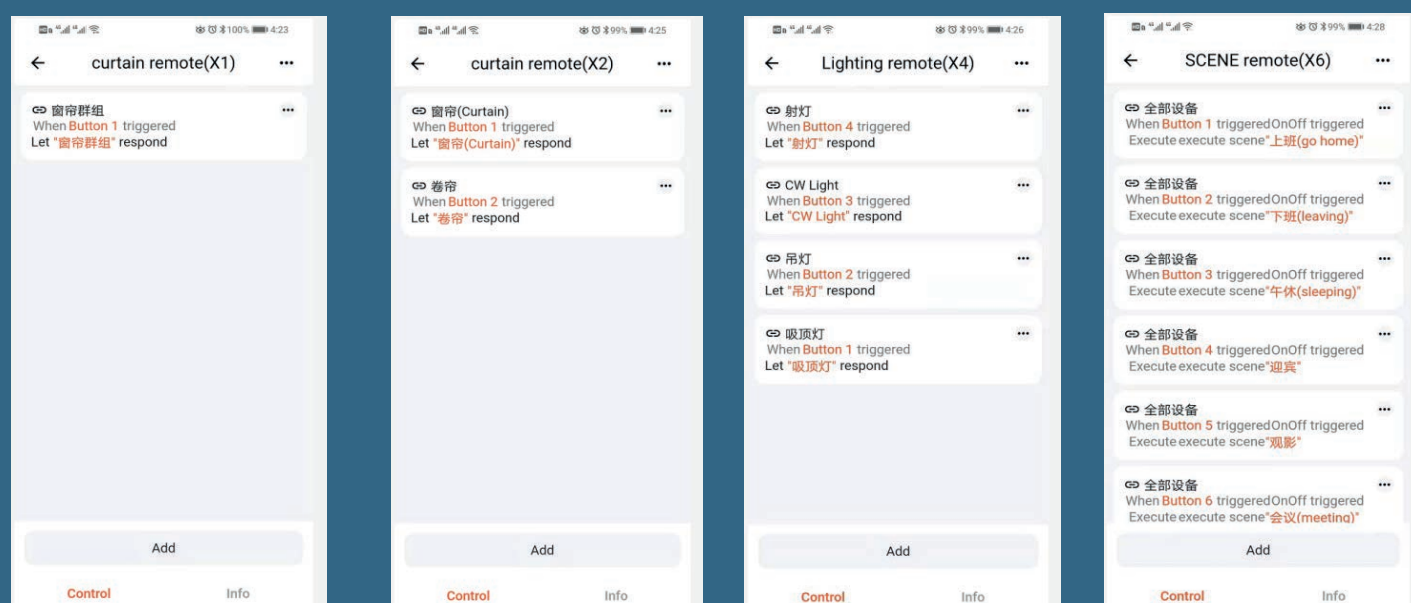 100% 4:23
curtain remote(X1)
窗帘群组
When Button 1 triggered
Let "窗帘群组" respond
Add
Control
Info
99% 4:25
curtain remote(X2)
窗帘(Curtain)
When Button 1 triggered
Let "窗帘(Curtain)" respond
卷帘
When Button 2 triggered
Let "卷帘" respond
Add
Control
Info
99% 4:26
Lighting remote(X4)
射灯
When Button 4 triggered
Let "射灯" respond
CW Light
When Button 3 triggered
Let "CW Light" respond
吊灯
When Button 2 triggered
Let "吊灯" respond
吸顶灯
When Button 1 triggered
Let "吸顶灯" respond
Add
Control
Info
99% 4:28
SCENE remote(X6)
全部设备
When Button 1 triggeredOnOff triggered
Execute execute scene"上班(go home)"
全部设备
When Button 2 triggeredOnOff triggered
Execute execute scene"下班(leaving)"
全部设备
When Button 3 triggeredOnOff triggered
Execute execute scene"午休(sleeping)"
全部设备
When Button 4 triggeredOnOff triggered
Execute execute scene"迎宾"
全部设备
When Button 5 triggeredOnOff triggered
Execute execute scene"观影"
全部设备
When Button 6 triggeredOnOff triggered
Execute execute scene"会议(meeting)"
Add
Control
Info